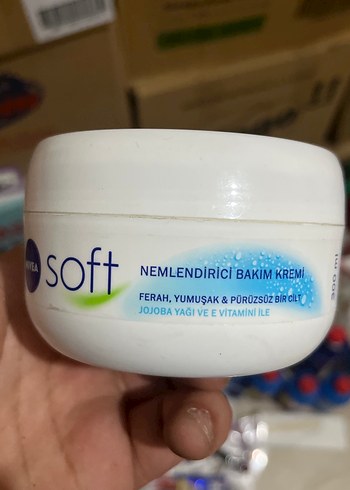 NIVEA
soft
NEMLENDİRİCİ BAKIM KREMİ
FERAH, YUMUŞAK & PÜRÜZSÜZ BİR CİLT
JOJOBA YAĞI VE E VİTAMİNİ İLE
300 ml